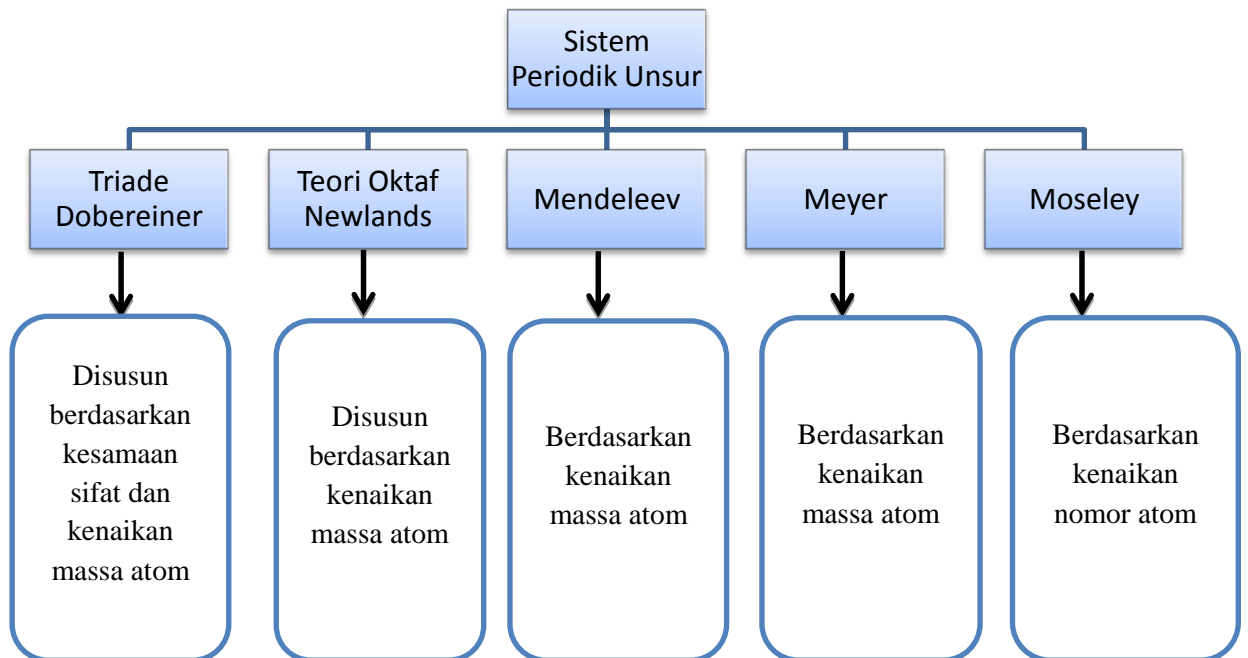 Sistem
Periodik Unsur
Triade
Dobereiner
Teori Oktaf
Newlands
Mendeleev
Meyer
Moseley
Disusun
berdasarkan
kesamaan
sifat dan
kenaikan
massa atom
Disusun
berdasarkan
kenaikan
massa atom
Berdasarkan
kenaikan
massa atom
Berdasarkan
kenaikan
massa atom
Berdasarkan
kenaikan
nomor atom